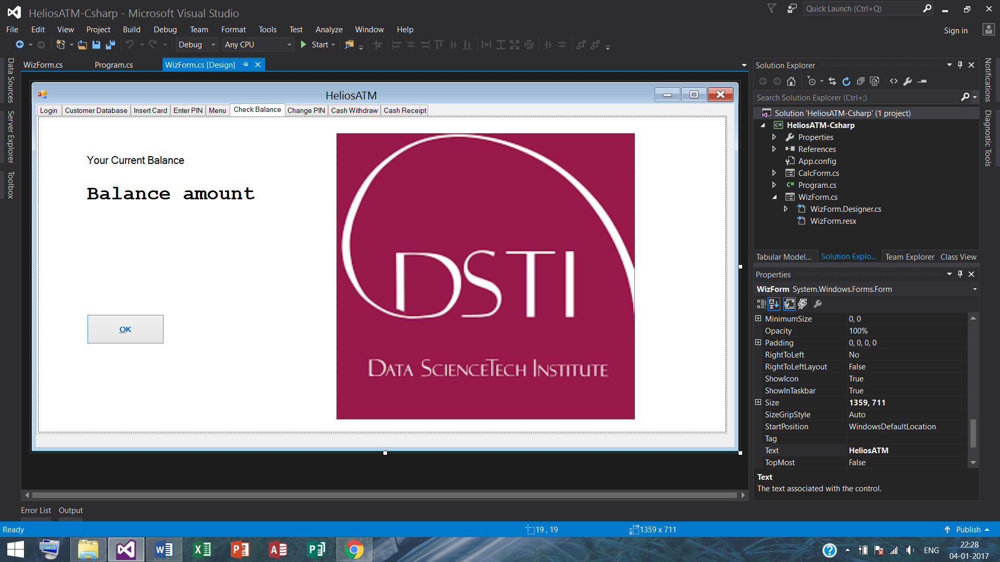 HeliosATM-Csharp - Microsoft Visual Studio
Quick Launch (Ctrl+Q)
File Edit View Project Build Debug Team Format Tools Test Analyze Window Help
Sign in
Debug Any CPU Start
WizForm.cs Program.cs WizForm.cs [Design]
Data Sources
Server Explorer
Toolbox
HeliosATM
Login Customer Database Insert Card Enter PIN Menu Check Balance Change PIN Cash Withdraw Cash Receipt
Your Current Balance
Balance amount
OK
DSTI
DATA SCIENCETECH INSTITUTE
Solution Explorer
Search Solution Explorer (Ctrl+;)
Solution 'HeliosATM-Csharp' (1 project)
C# HeliosATM-Csharp
Properties
References
App.config
CalcForm.cs
C# Program.cs
WizForm.cs
WizForm.Designer.cs
WizForm.resx
Tabular Model... Solution Explo... Team Explorer Class View
Notifications
Diagnostic Tools
Properties
WizForm System.Windows.Forms.Form
MinimumSize 0, 0
Opacity 100%
Padding 0, 0, 0, 0
RightToLeft No
RightToLeftLayout False
ShowIcon True
ShowInTaskbar True
Size 1359, 711
SizeGripStyle Auto
StartPosition WindowsDefaultLocation
Tag
Text HeliosATM
TopMost False
Text
The text associated with the control.
Error List Output
Ready 19 , 19 1359 x 711 Publish
ENG
22:28
04-01-2017